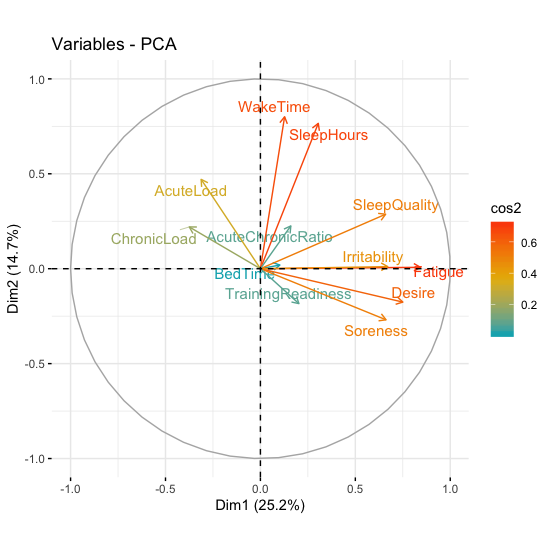 Variables - PCA
1.0
WakeTime
SleepHours
0.5
AcuteLoad
SleepQuality
cos2
ChronicLoad
AcuteChronicRatio
0.6
Irritability
0.4
0.0
BedTime
Fatigue
0.2
TrainingReadiness
Desire
Soreness
Dim2 (14.7%)
-0.5
-1.0
-1.0 -0.5 0.0 0.5 1.0
Dim1 (25.2%)